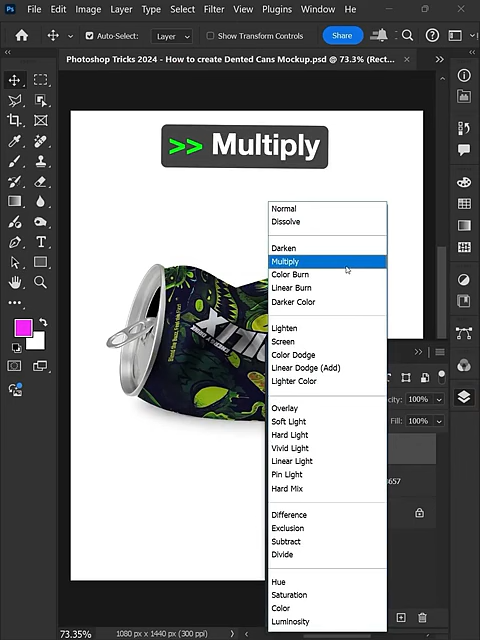 Ps File Edit Image Layer Type Select Filter View Plugins Window He
Auto-Select: Layer Show Transform Controls Share
Photoshop Tricks 2024 - How to create Dented Cans Mockup.psd @ 73.3% (Rect...
>> Multiply
Normal
Dissolve
Darken
Multiply
Color Burn
Linear Burn
Darker Color
Lighten
Screen
Color Dodge
Linear Dodge (Add)
Lighter Color
Overlay
Soft Light
Hard Light
Vivid Light
Linear Light
Pin Light
Hard Mix
Difference
Exclusion
Subtract
Divide
Hue
Saturation
Color
Luminosity
acity: 100%
Fill: 100%
3657
73.35% 1080 px x 1440 px (300 ppi)